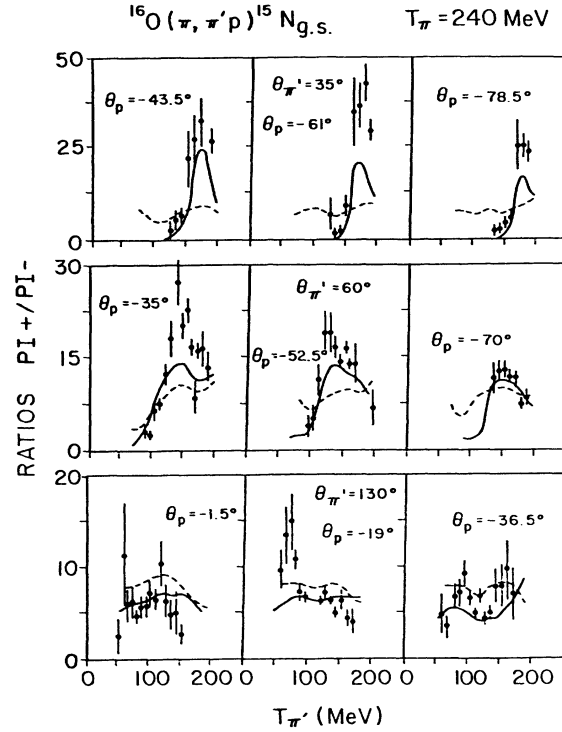 ¹⁶O(π, π'p)¹⁵N_g.s. T_π = 240 MeV
50
25
0
θ_p = -43.5°
θ_π' = 35°
θ_p = -61°
θ_p = -78.5°
30
15
0
θ_p = -35°
θ_π' = 60°
θ_p = -52.5°
θ_p = -70°
20
10
0
θ_p = -1.5°
θ_π' = 130°
θ_p = -19°
θ_p = -36.5°
RATIOS PI+/PI-
0 100 200 0 100 200 0 100 200
T_π' (MeV)